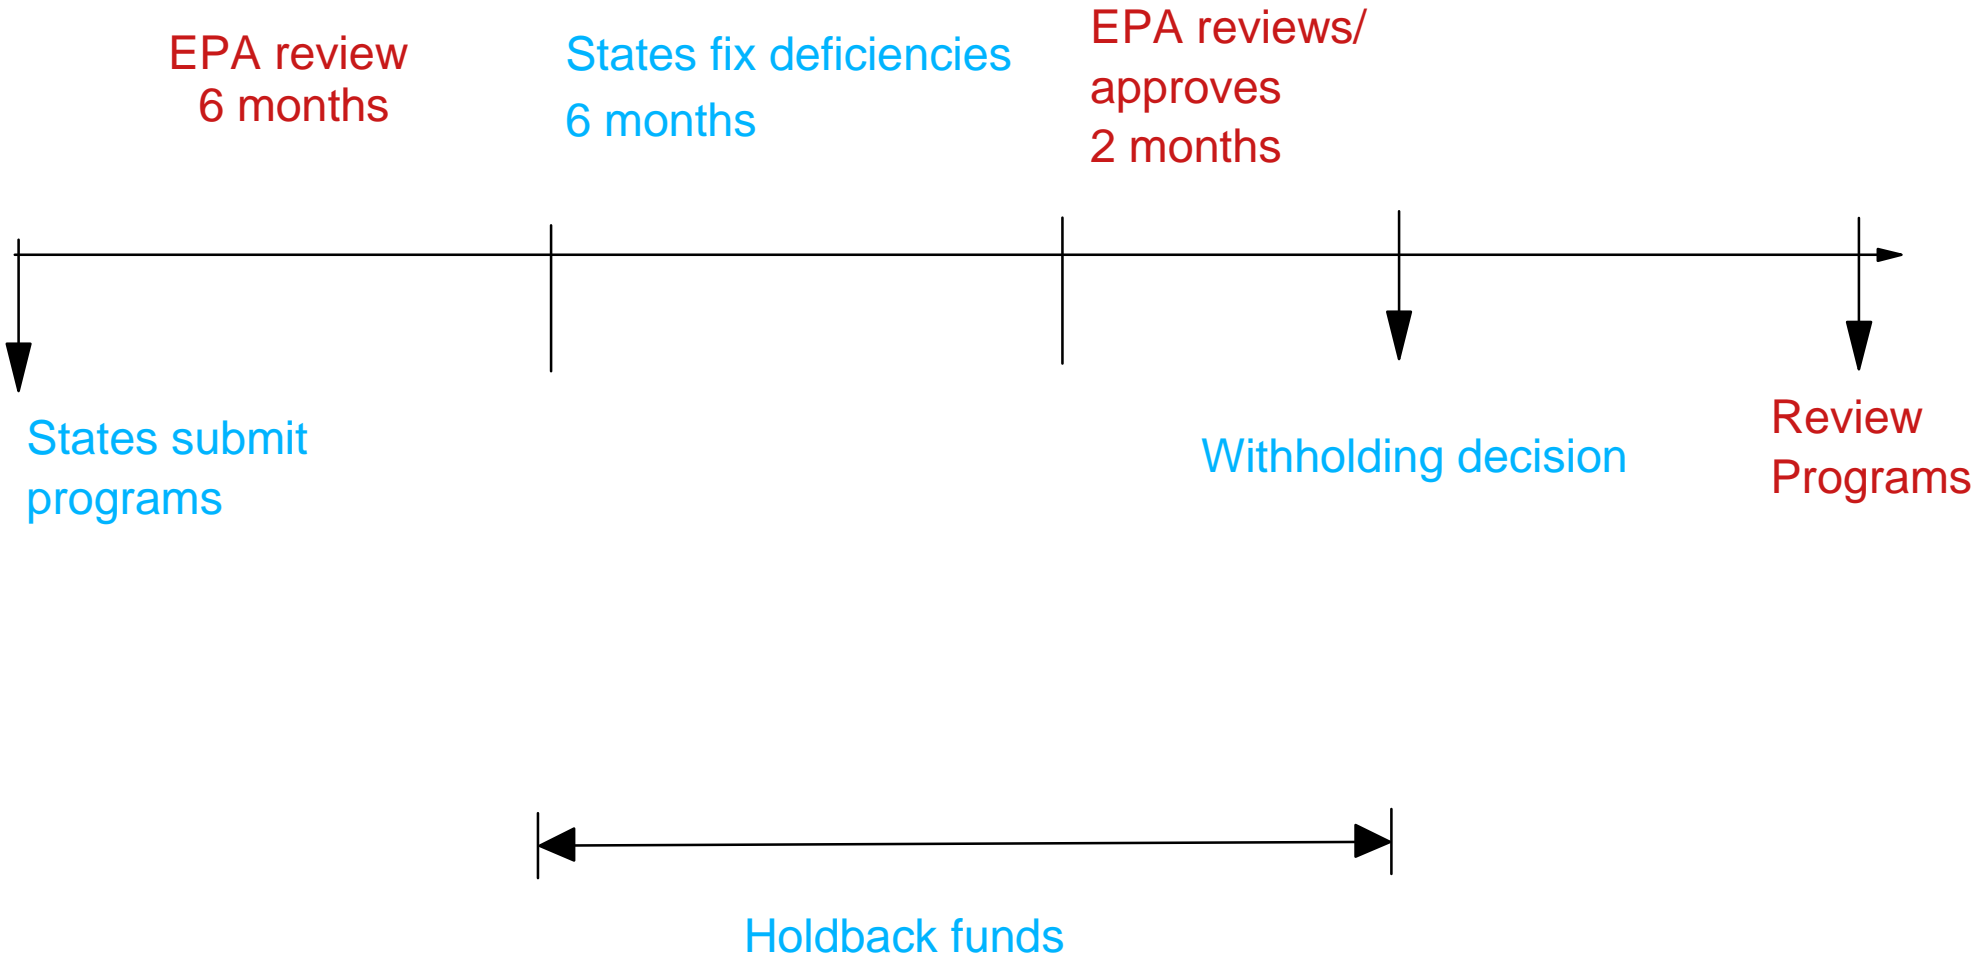 EPA review
6 months
States fix deficiencies
6 months
EPA reviews/
approves
2 months
States submit
programs
Withholding decision
Review
Programs
Holdback funds